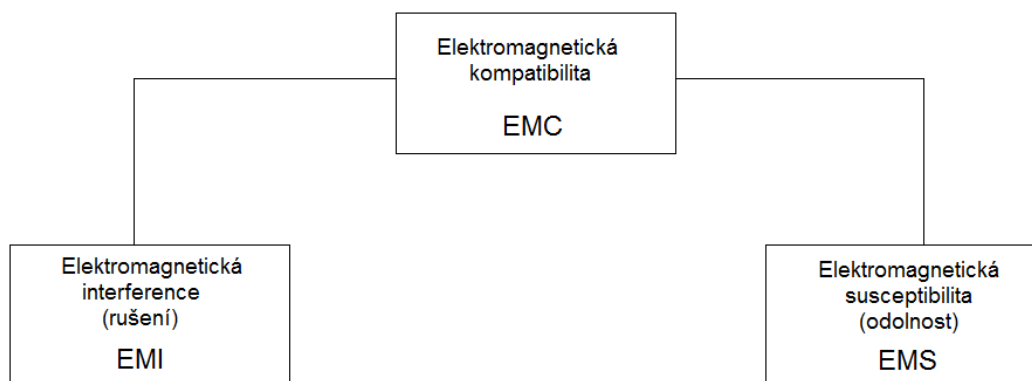 Elektromagnetická
kompatibilita
EMC
Elektromagnetická
interference
(rušení)
EMI
Elektromagnetická
susceptibilita
(odolnost)
EMS